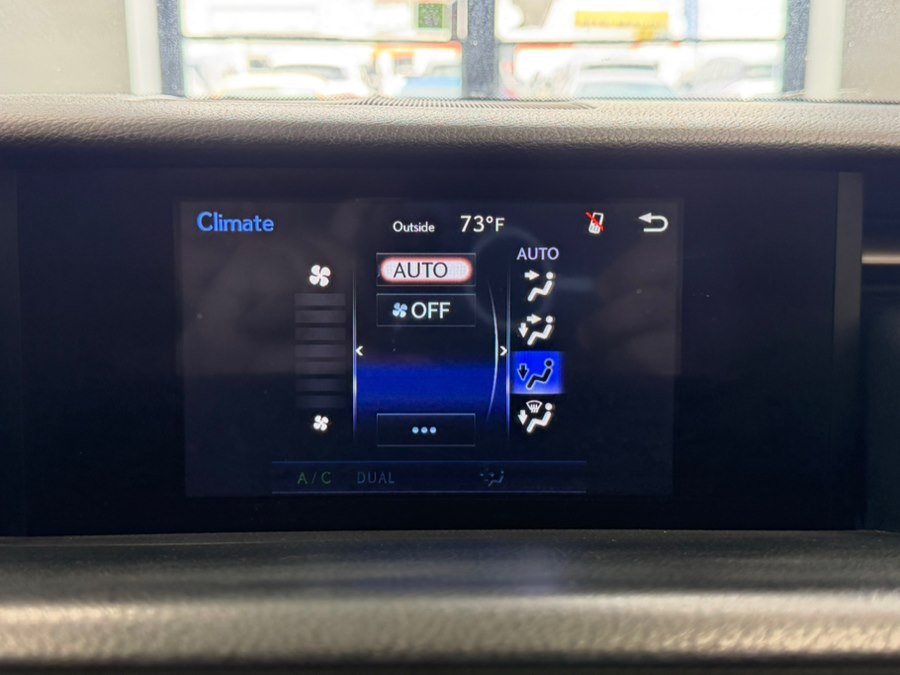 Climate
Outside 73°F
AUTO
AUTO
OFF
A/C DUAL